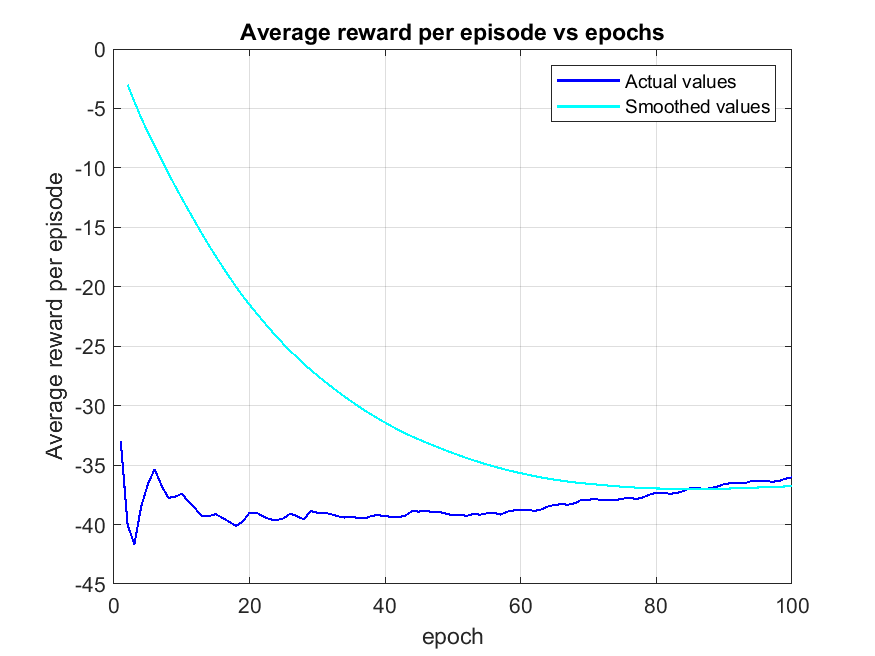 Average reward per episode vs epochs
Actual values
Smoothed values
Average reward per episode
0
-5
-10
-15
-20
-25
-30
-35
-40
-45
0 20 40 60 80 100
epoch